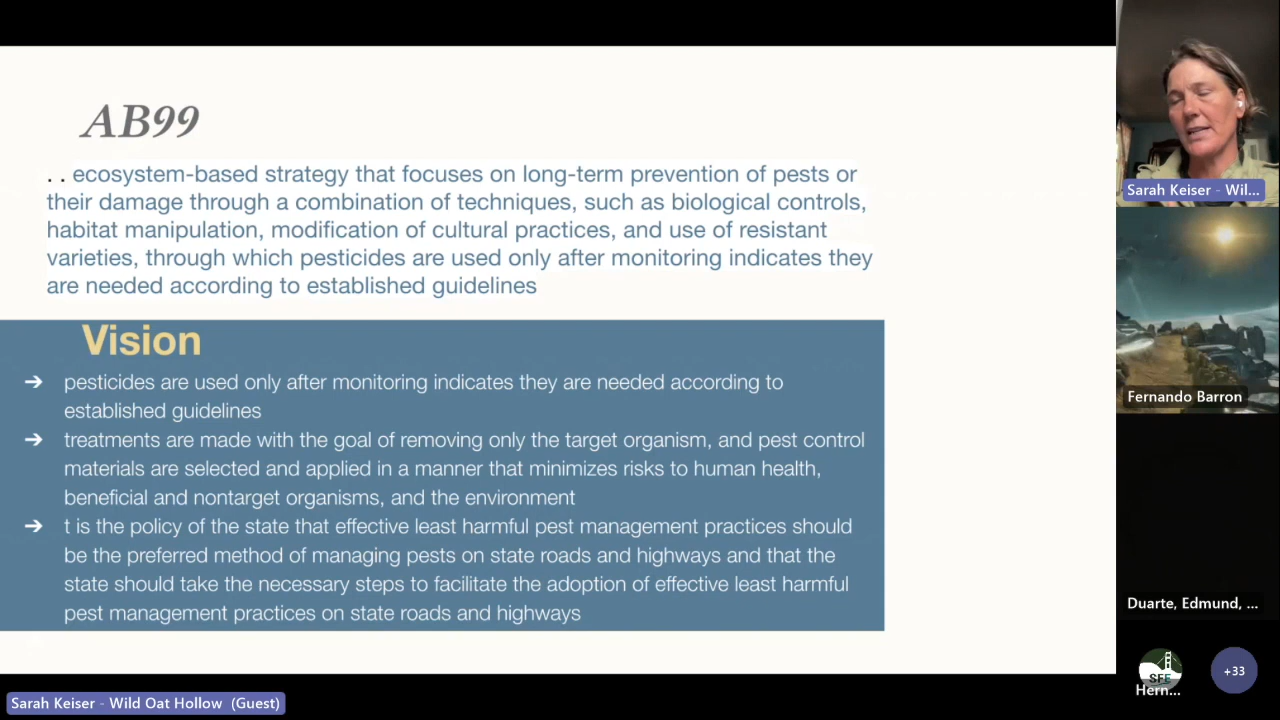 AB99
. . ecosystem-based strategy that focuses on long-term prevention of pests or
their damage through a combination of techniques, such as biological controls,
habitat manipulation, modification of cultural practices, and use of resistant
varieties, through which pesticides are used only after monitoring indicates they
are needed according to established guidelines
Vision
➔ pesticides are used only after monitoring indicates they are needed according to
established guidelines
➔ treatments are made with the goal of removing only the target organism, and pest control
materials are selected and applied in a manner that minimizes risks to human health,
beneficial and nontarget organisms, and the environment
➔ t is the policy of the state that effective least harmful pest management practices should
be the preferred method of managing pests on state roads and highways and that the
state should take the necessary steps to facilitate the adoption of effective least harmful
pest management practices on state roads and highways
Sarah Keiser - Wild Oat Hollow (Guest)
Sarah Keiser - Wil...
Fernando Barron
Duarte, Edmund, ...
SFE
Hern...
+33